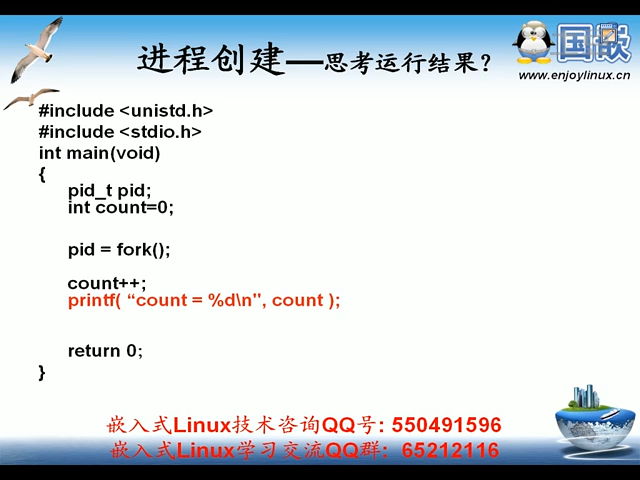 进程创建—思考运行结果？
国嵌
www.enjoylinux.cn
#include <unistd.h>
#include <stdio.h>
int main(void)
{
pid_t pid;
int count=0;
pid = fork();
count++;
printf( “count = %d\n", count );
return 0;
}
嵌入式Linux技术咨询QQ号: 550491596
嵌入式Linux学习交流QQ群: 65212116